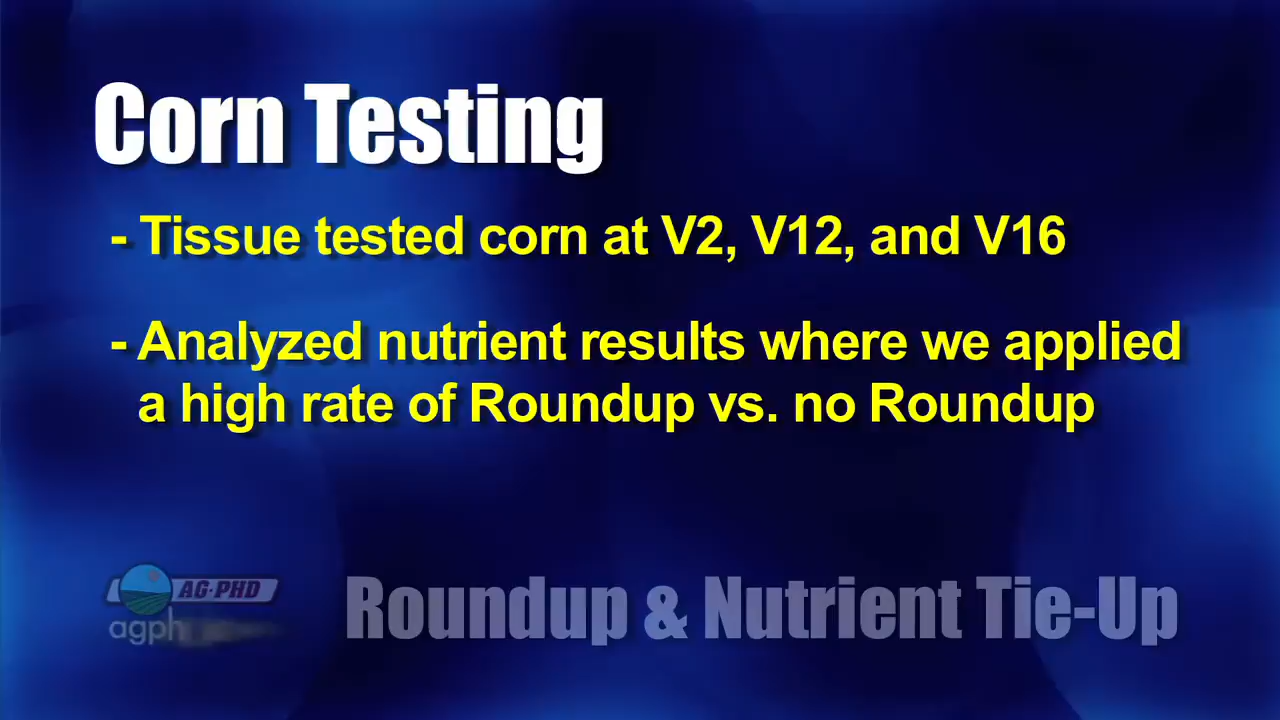 Corn Testing
- Tissue tested corn at V2, V12, and V16
- Analyzed nutrient results where we applied
a high rate of Roundup vs. no Roundup
AG·PHD
agph
Roundup & Nutrient Tie-Up